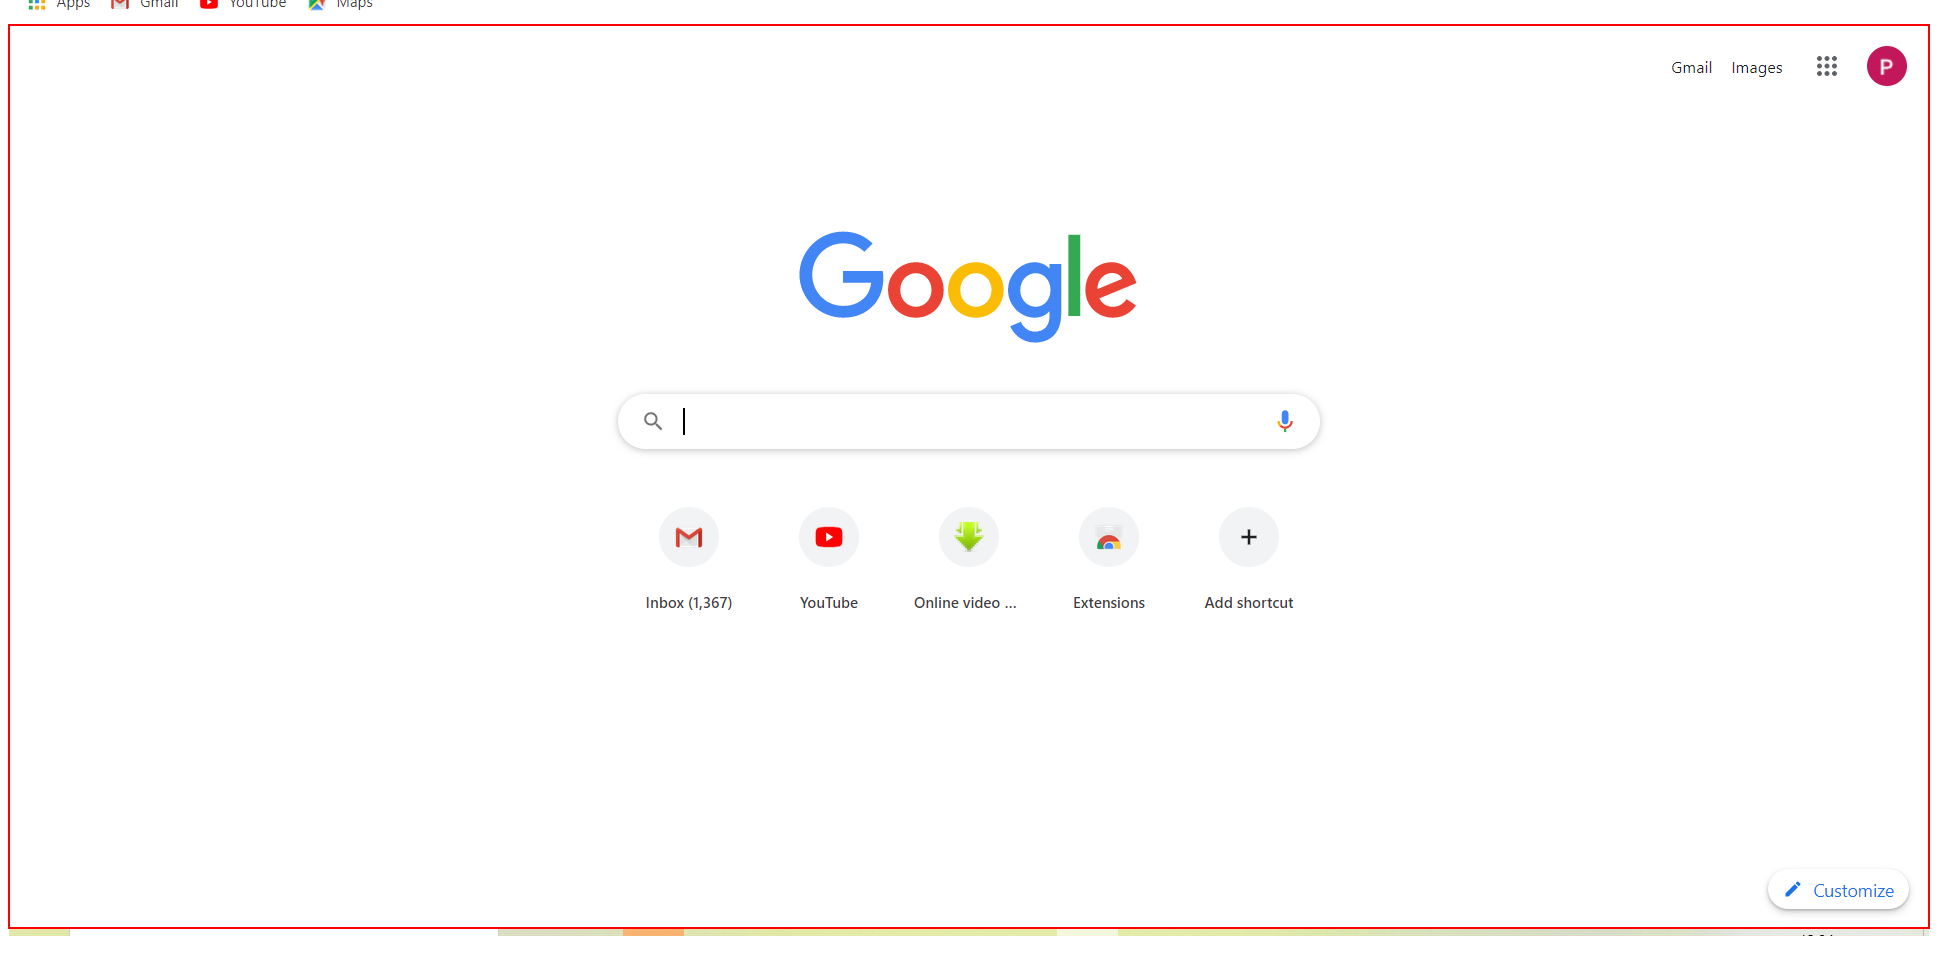 Apps Gmail YouTube Maps
Gmail Images P
Google
Inbox (1,367) YouTube Online video ... Extensions Add shortcut
Customize